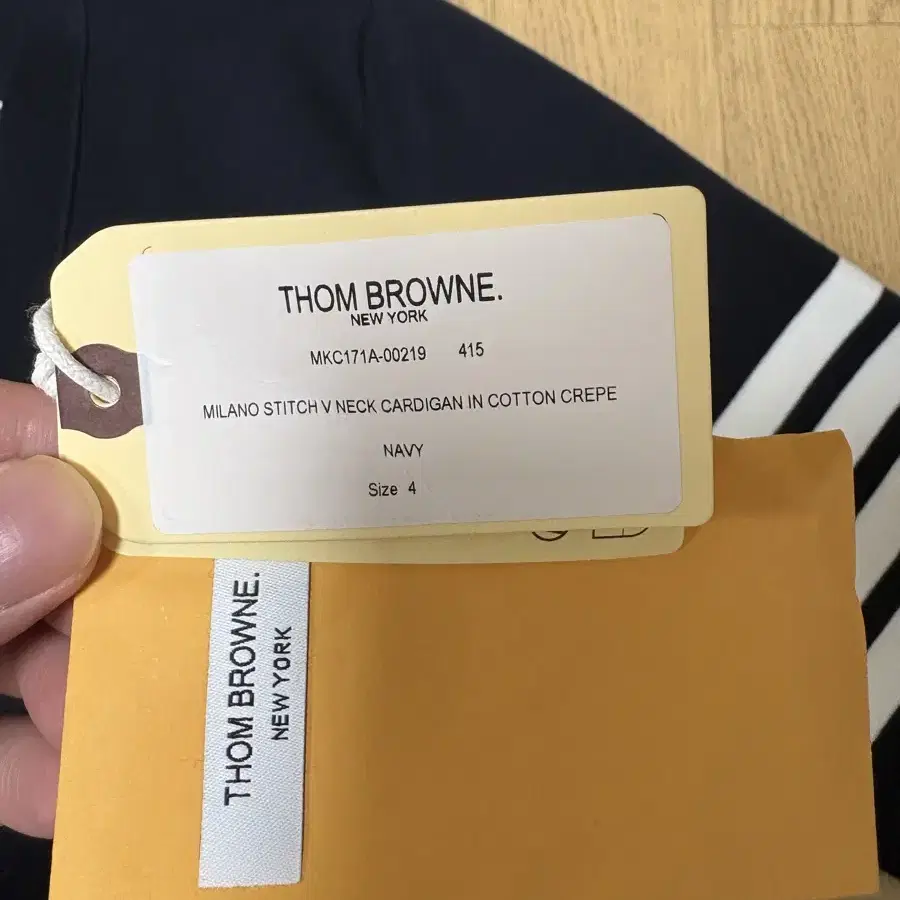 THOM BROWNE.
NEW YORK
MKC171A-00219 415
MILANO STITCH V NECK CARDIGAN IN COTTON CREPE
NAVY
Size 4
THOM BROWNE.
NEW YORK